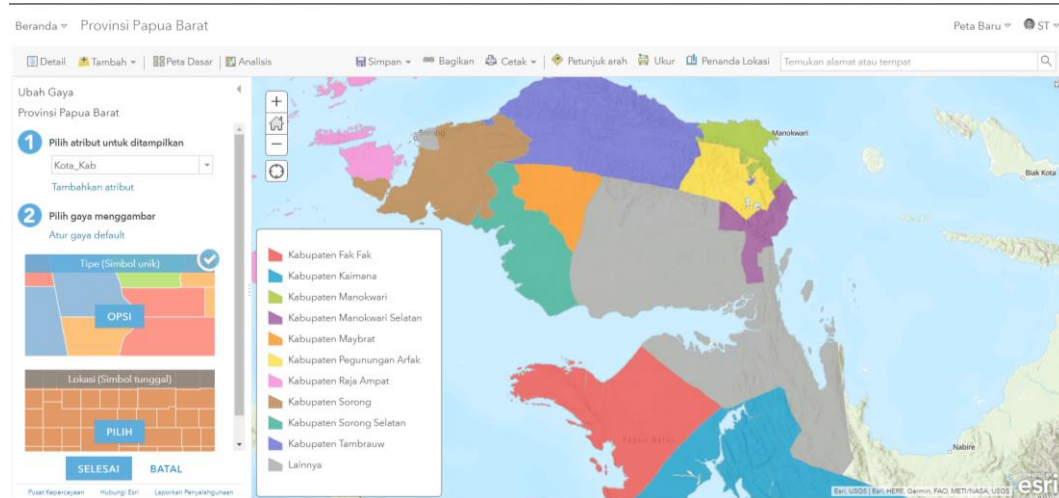 Beranda Provinsi Papua Barat Peta Baru ST
Detail Tambah Peta Dasar Analisis Simpan Bagikan Cetak Petunjuk arah Ukur Penanda Lokasi Temukan alamat atau tempat
Ubah Gaya
Provinsi Papua Barat
1 Pilih atribut untuk ditampilkan
Kota_Kab
Tambahkan atribut
2 Pilih gaya menggambar
Atur gaya default
Tipe (Simbol unik)
OPSI
Lokasi (Simbol tunggal)
PILIH
SELESAI BATAL
Pusat Kepercayaan Hubungi Esri Laporkan Penyalahgunaan
Kabupaten Fak Fak
Kabupaten Kaimana
Kabupaten Manokwari
Kabupaten Manokwari Selatan
Kabupaten Maybrat
Kabupaten Pegunungan Arfak
Kabupaten Raja Ampat
Kabupaten Sorong
Kabupaten Sorong Selatan
Kabupaten Tambrauw
Lainnya
Sorong
Manokwari
Biak Kota
Papua Barat
Nabire
Esri, USGS | Esri, HERE, Garmin, FAO, METI/NASA, USGS
esri